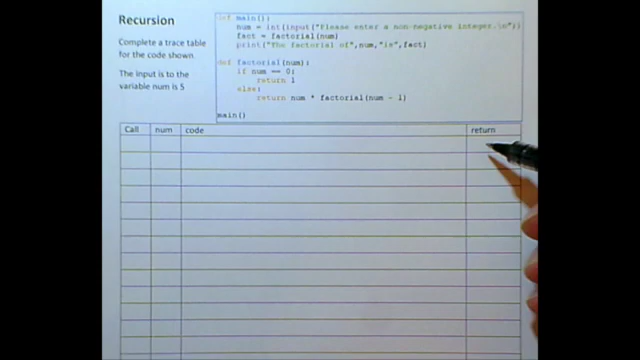 Recursion
Complete a trace table
for the code shown
The input is to the
variable num is 5
def main():
num = int(input("Please enter a non-negative integer.\n"))
fact = factorial(num)
print("The factorial of",num,"is",fact)
def factorial(num):
if num == 0:
return 1
else:
return num * factorial(num - 1)
main()
Call num code return